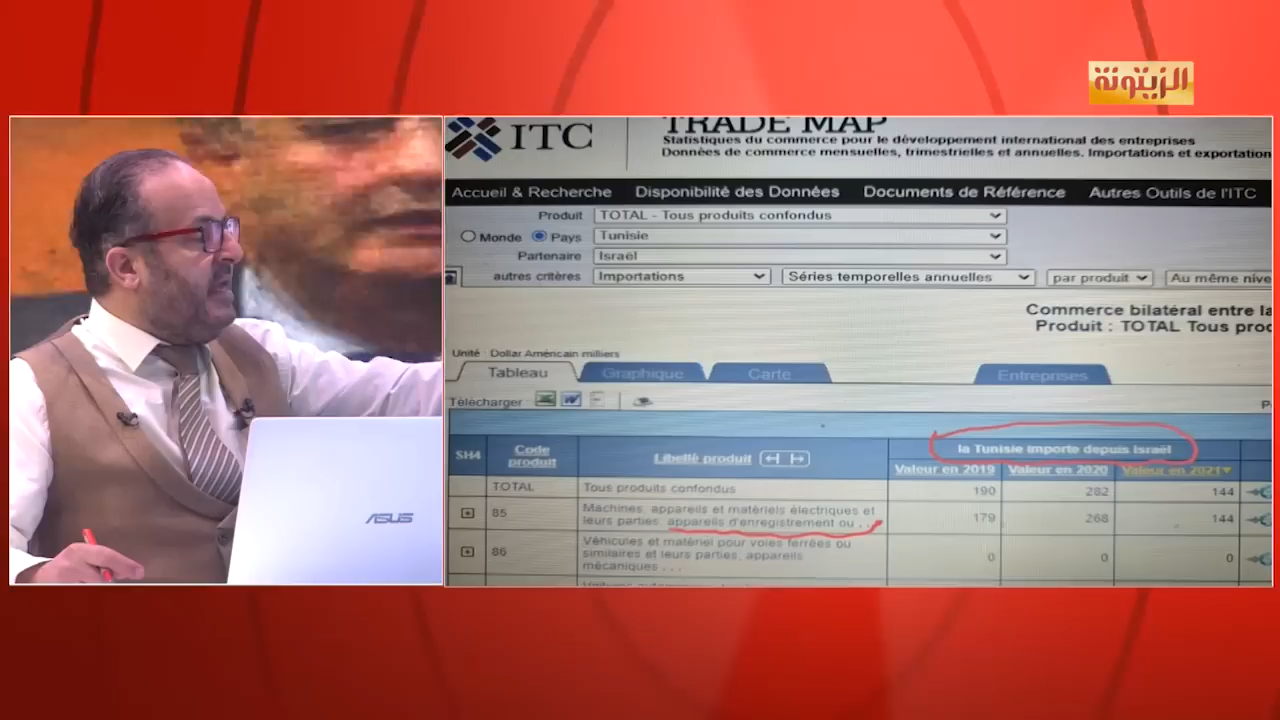 الزيتونة
ITC
TRADE MAP
Statistiques du commerce pour le développement international des entreprises
Données de commerce mensuelles, trimestrielles et annuelles. Importations et exportation
Accueil & Recherche Disponibilité des Données Documents de Référence Autres Outils de l'ITC
Produit TOTAL - Tous produits confondus
Monde Pays Tunisie
Partenaire Israël
autres critères Importations Séries temporelles annuelles par produit Au même nive
Commerce bilatéral entre la
Produit : TOTAL Tous proc
Unité : Dollar Américain milliers
Tableau Graphique Carte Entreprises
Télécharger
SH4 Code produit Libellé produit la Tunisie importe depuis Israël
Valeur en 2019 Valeur en 2020 Valeur en 2021
TOTAL Tous produits confondus 190 282 144
85 Machines, appareils et matériels électriques et 179 268 144
leurs parties; appareils d'enregistrement ou . . .
86 Véhicules et matériel pour voies ferrées ou 0 0 0
similaires et leurs parties; appareils
mécaniques . . .
ASUS